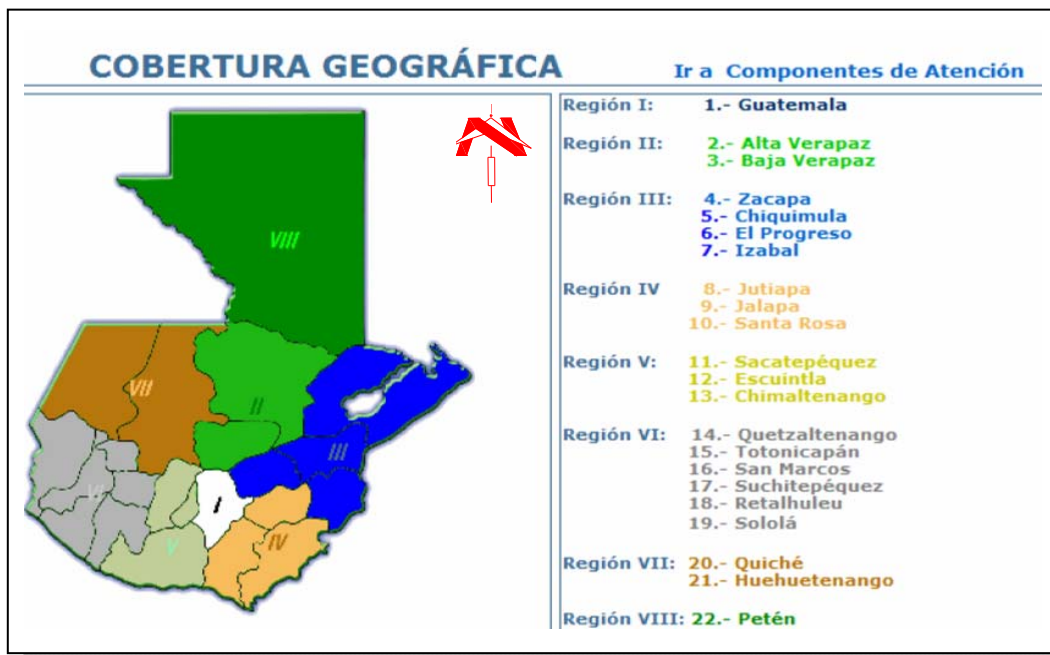 COBERTURA GEOGRÁFICA
Ir a Componentes de Atención
Región I: 1.- Guatemala
Región II: 2.- Alta Verapaz
3.- Baja Verapaz
Región III: 4.- Zacapa
5.- Chiquimula
6.- El Progreso
7.- Izabal
Región IV 8.- Jutiapa
9.- Jalapa
10.- Santa Rosa
Región V: 11.- Sacatepéquez
12.- Escuintla
13.- Chimaltenango
Región VI: 14.- Quetzaltenango
15.- Totonicapán
16.- San Marcos
17.- Suchitepéquez
18.- Retalhuleu
19.- Sololá
Región VII: 20.- Quiché
21.- Huehuetenango
Región VIII: 22.- Petén
VIII
VII
II
III
VI
I
V
IV